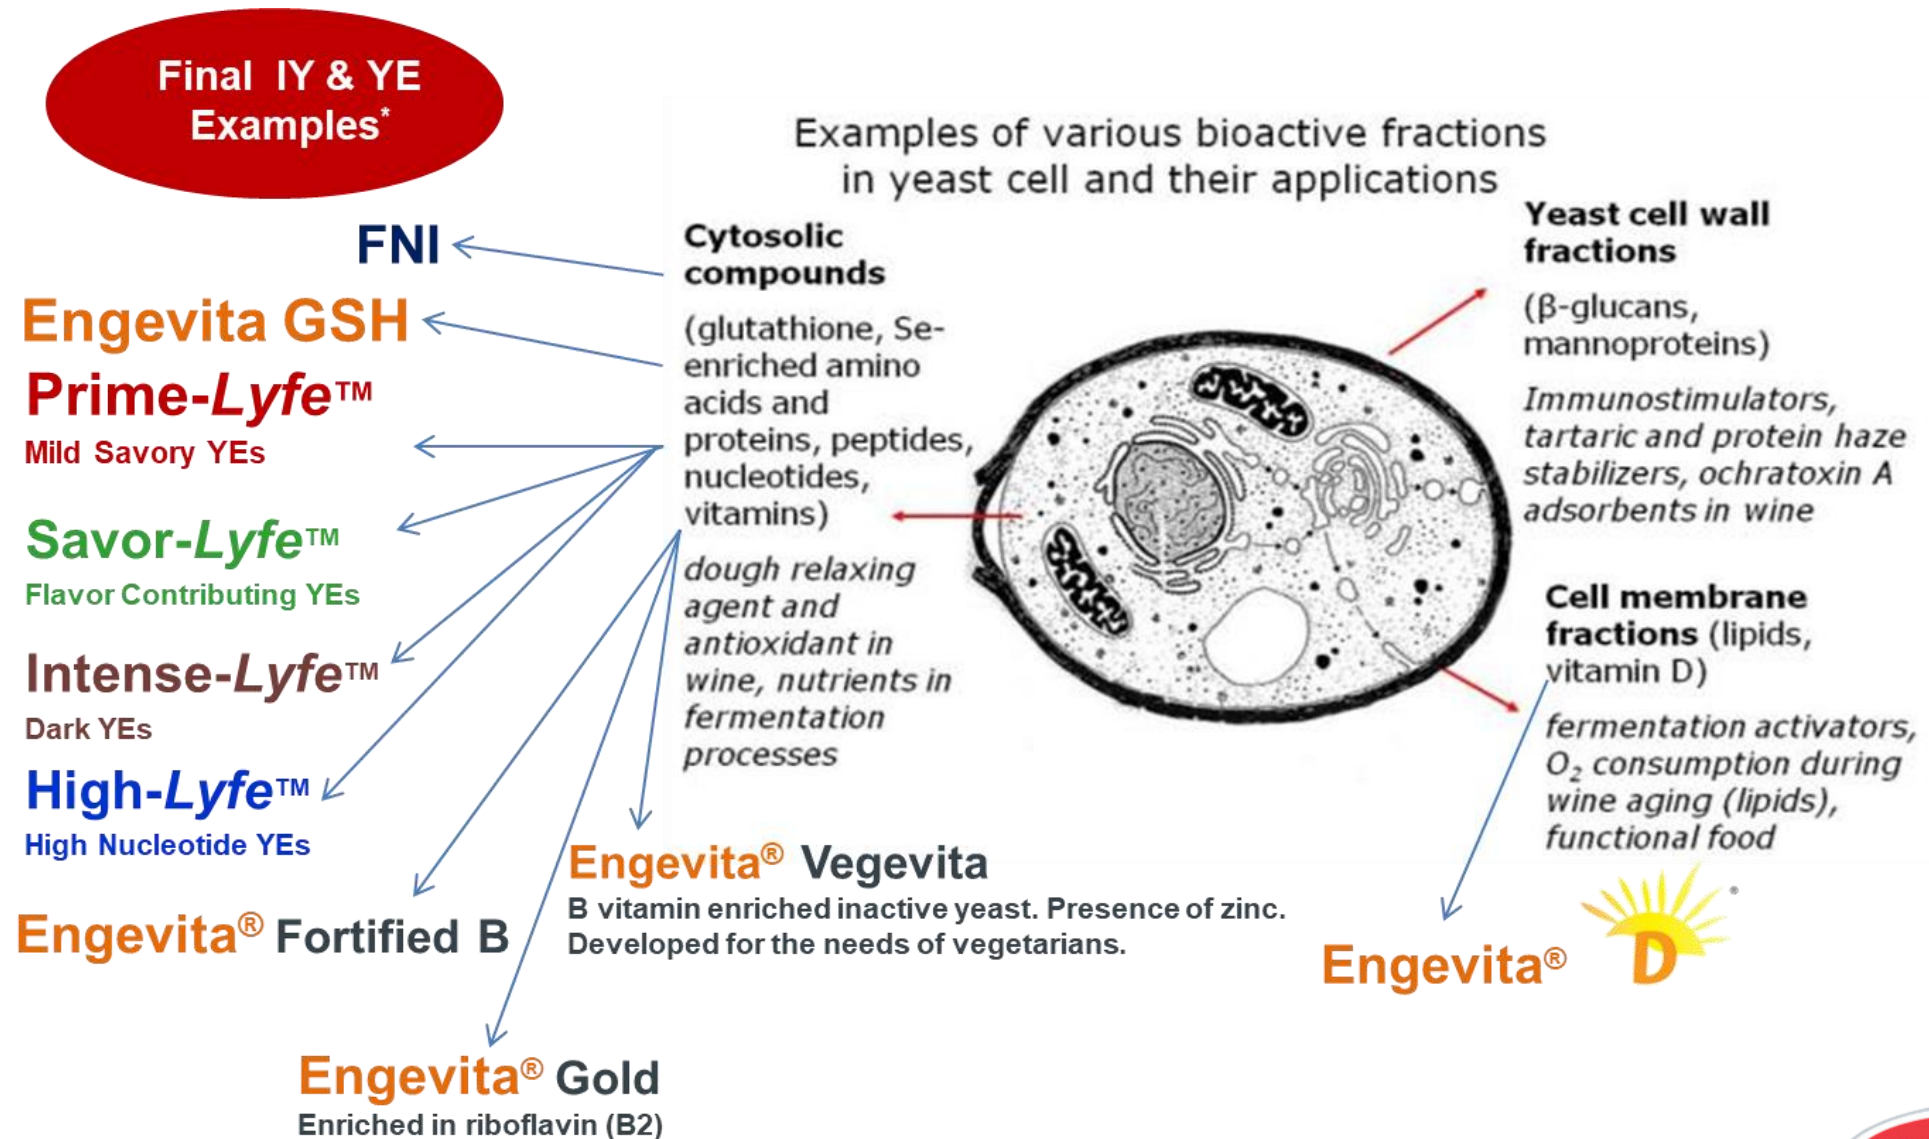 Final IY & YE
Examples*
Examples of various bioactive fractions
in yeast cell and their applications
FNI
Engevita GSH
Prime-Lyfe™
Mild Savory YEs
Savor-Lyfe™
Flavor Contributing YEs
Intense-Lyfe™
Dark YEs
High-Lyfe™
High Nucleotide YEs
Engevita® Fortified B
Engevita® Gold
Enriched in riboflavin (B2)
Engevita® Vegevita
B vitamin enriched inactive yeast. Presence of zinc.
Developed for the needs of vegetarians.
Cytosolic
compounds
(glutathione, Se-
enriched amino
acids and
proteins, peptides,
nucleotides,
vitamins)
dough relaxing
agent and
antioxidant in
wine, nutrients in
fermentation
processes
Yeast cell wall
fractions
(β-glucans,
mannoproteins)
Immunostimulators,
tartaric and protein haze
stabilizers, ochratoxin A
adsorbents in wine
Cell membrane
fractions (lipids,
vitamin D)
fermentation activators,
O₂ consumption during
wine aging (lipids),
functional food
Engevita® D®